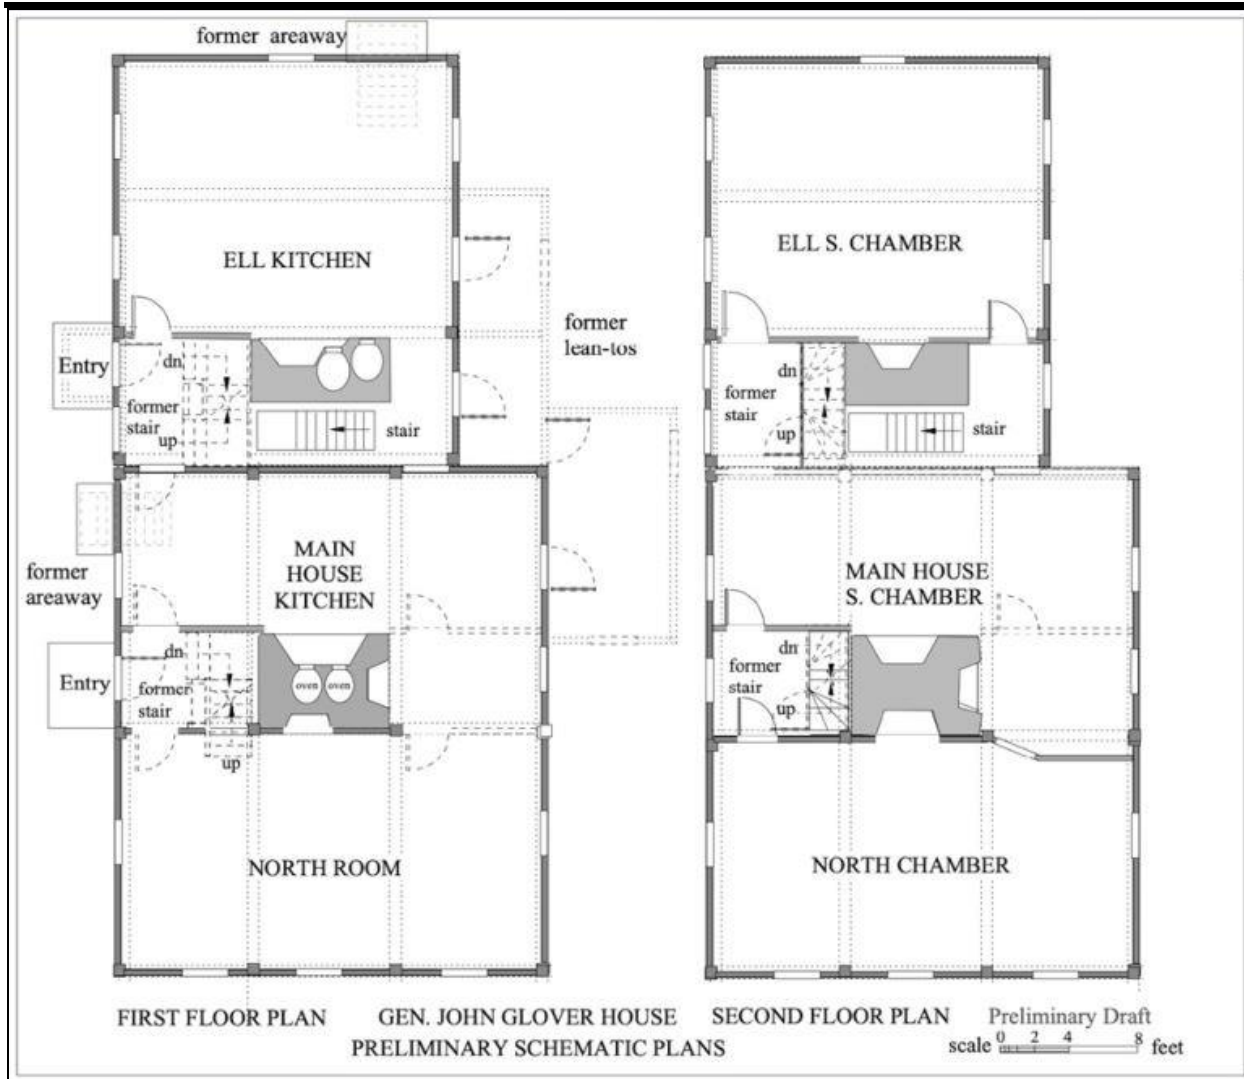 former areaway
ELL KITCHEN
Entry
dn
former
stair
up
stair
former
lean-tos
former
areaway
MAIN
HOUSE
KITCHEN
Entry
dn
former
stair
up
oven
oven
NORTH ROOM
ELL S. CHAMBER
dn
former
stair
up
stair
MAIN HOUSE
S. CHAMBER
dn
former
stair
up
NORTH CHAMBER
FIRST FLOOR PLAN
GEN. JOHN GLOVER HOUSE
PRELIMINARY SCHEMATIC PLANS
SECOND FLOOR PLAN
Preliminary Draft
scale 0 2 4 8 feet